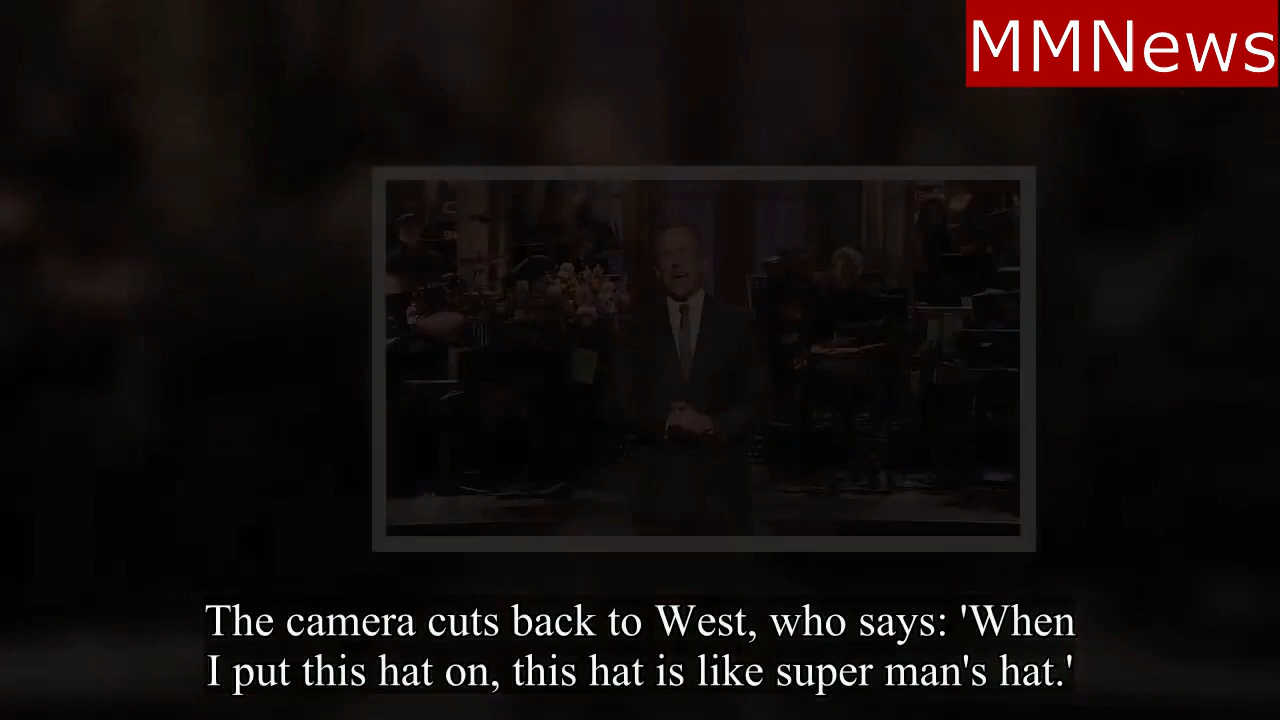 MMNews
The camera cuts back to West, who says: 'When
I put this hat on, this hat is like super man's hat.'